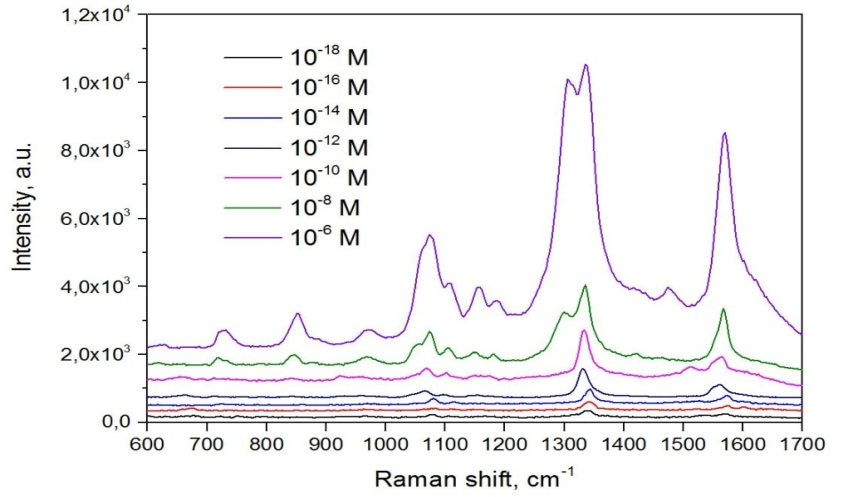 1,2x10⁴
1,0x10⁴
8,0x10³
6,0x10³
4,0x10³
2,0x10³
0,0
Intensity, a.u.
10⁻¹⁸ M
10⁻¹⁶ M
10⁻¹⁴ M
10⁻¹² M
10⁻¹⁰ M
10⁻⁸ M
10⁻⁶ M
600 700 800 900 1000 1100 1200 1300 1400 1500 1600 1700
Raman shift, cm⁻¹